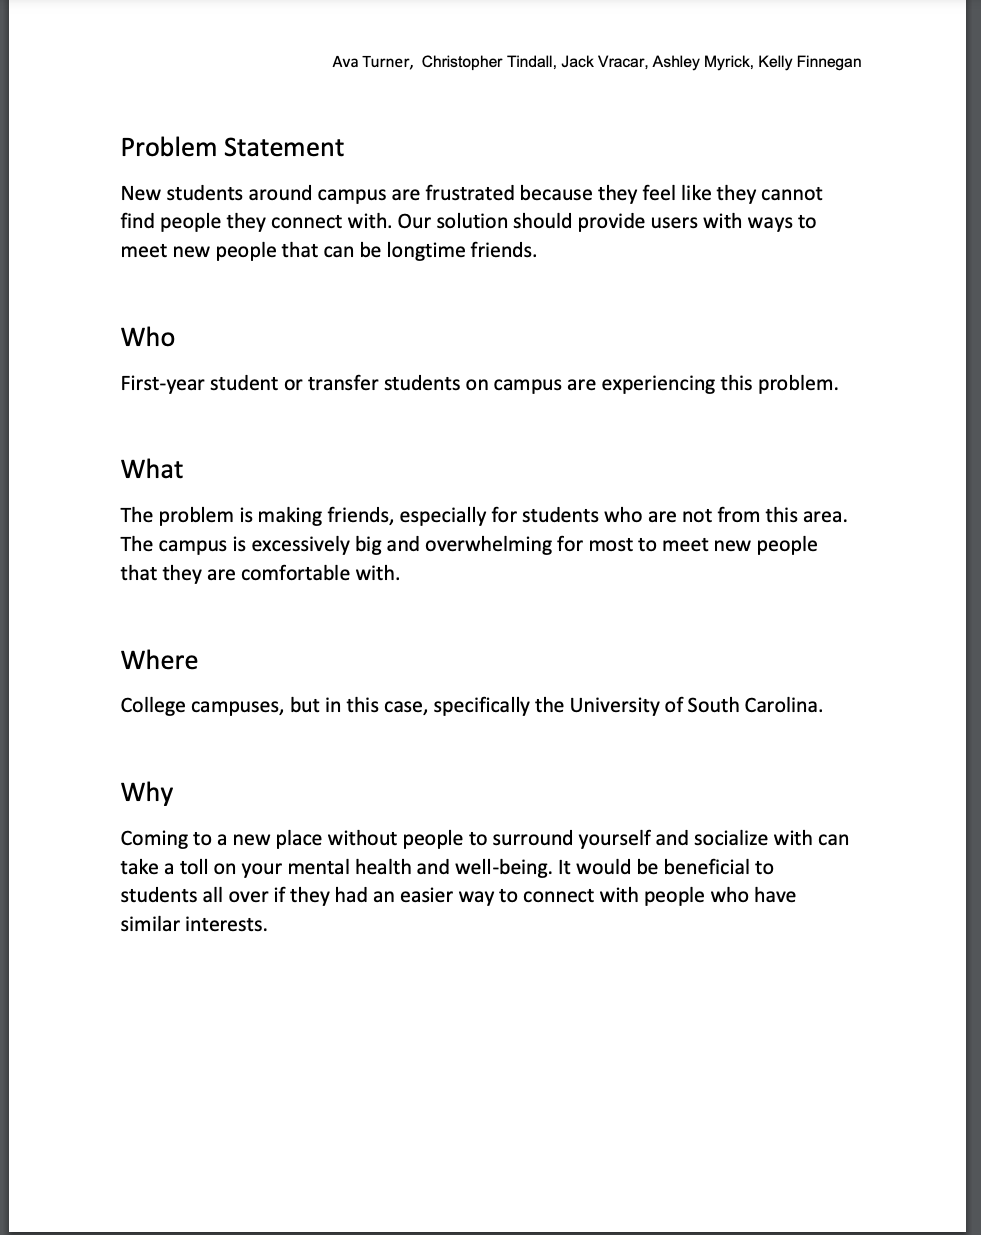 Ava Turner, Christopher Tindall, Jack Vracar, Ashley Myrick, Kelly Finnegan
Problem Statement
New students around campus are frustrated because they feel like they cannot
find people they connect with. Our solution should provide users with ways to
meet new people that can be longtime friends.
Who
First-year student or transfer students on campus are experiencing this problem.
What
The problem is making friends, especially for students who are not from this area.
The campus is excessively big and overwhelming for most to meet new people
that they are comfortable with.
Where
College campuses, but in this case, specifically the University of South Carolina.
Why
Coming to a new place without people to surround yourself and socialize with can
take a toll on your mental health and well-being. It would be beneficial to
students all over if they had an easier way to connect with people who have
similar interests.